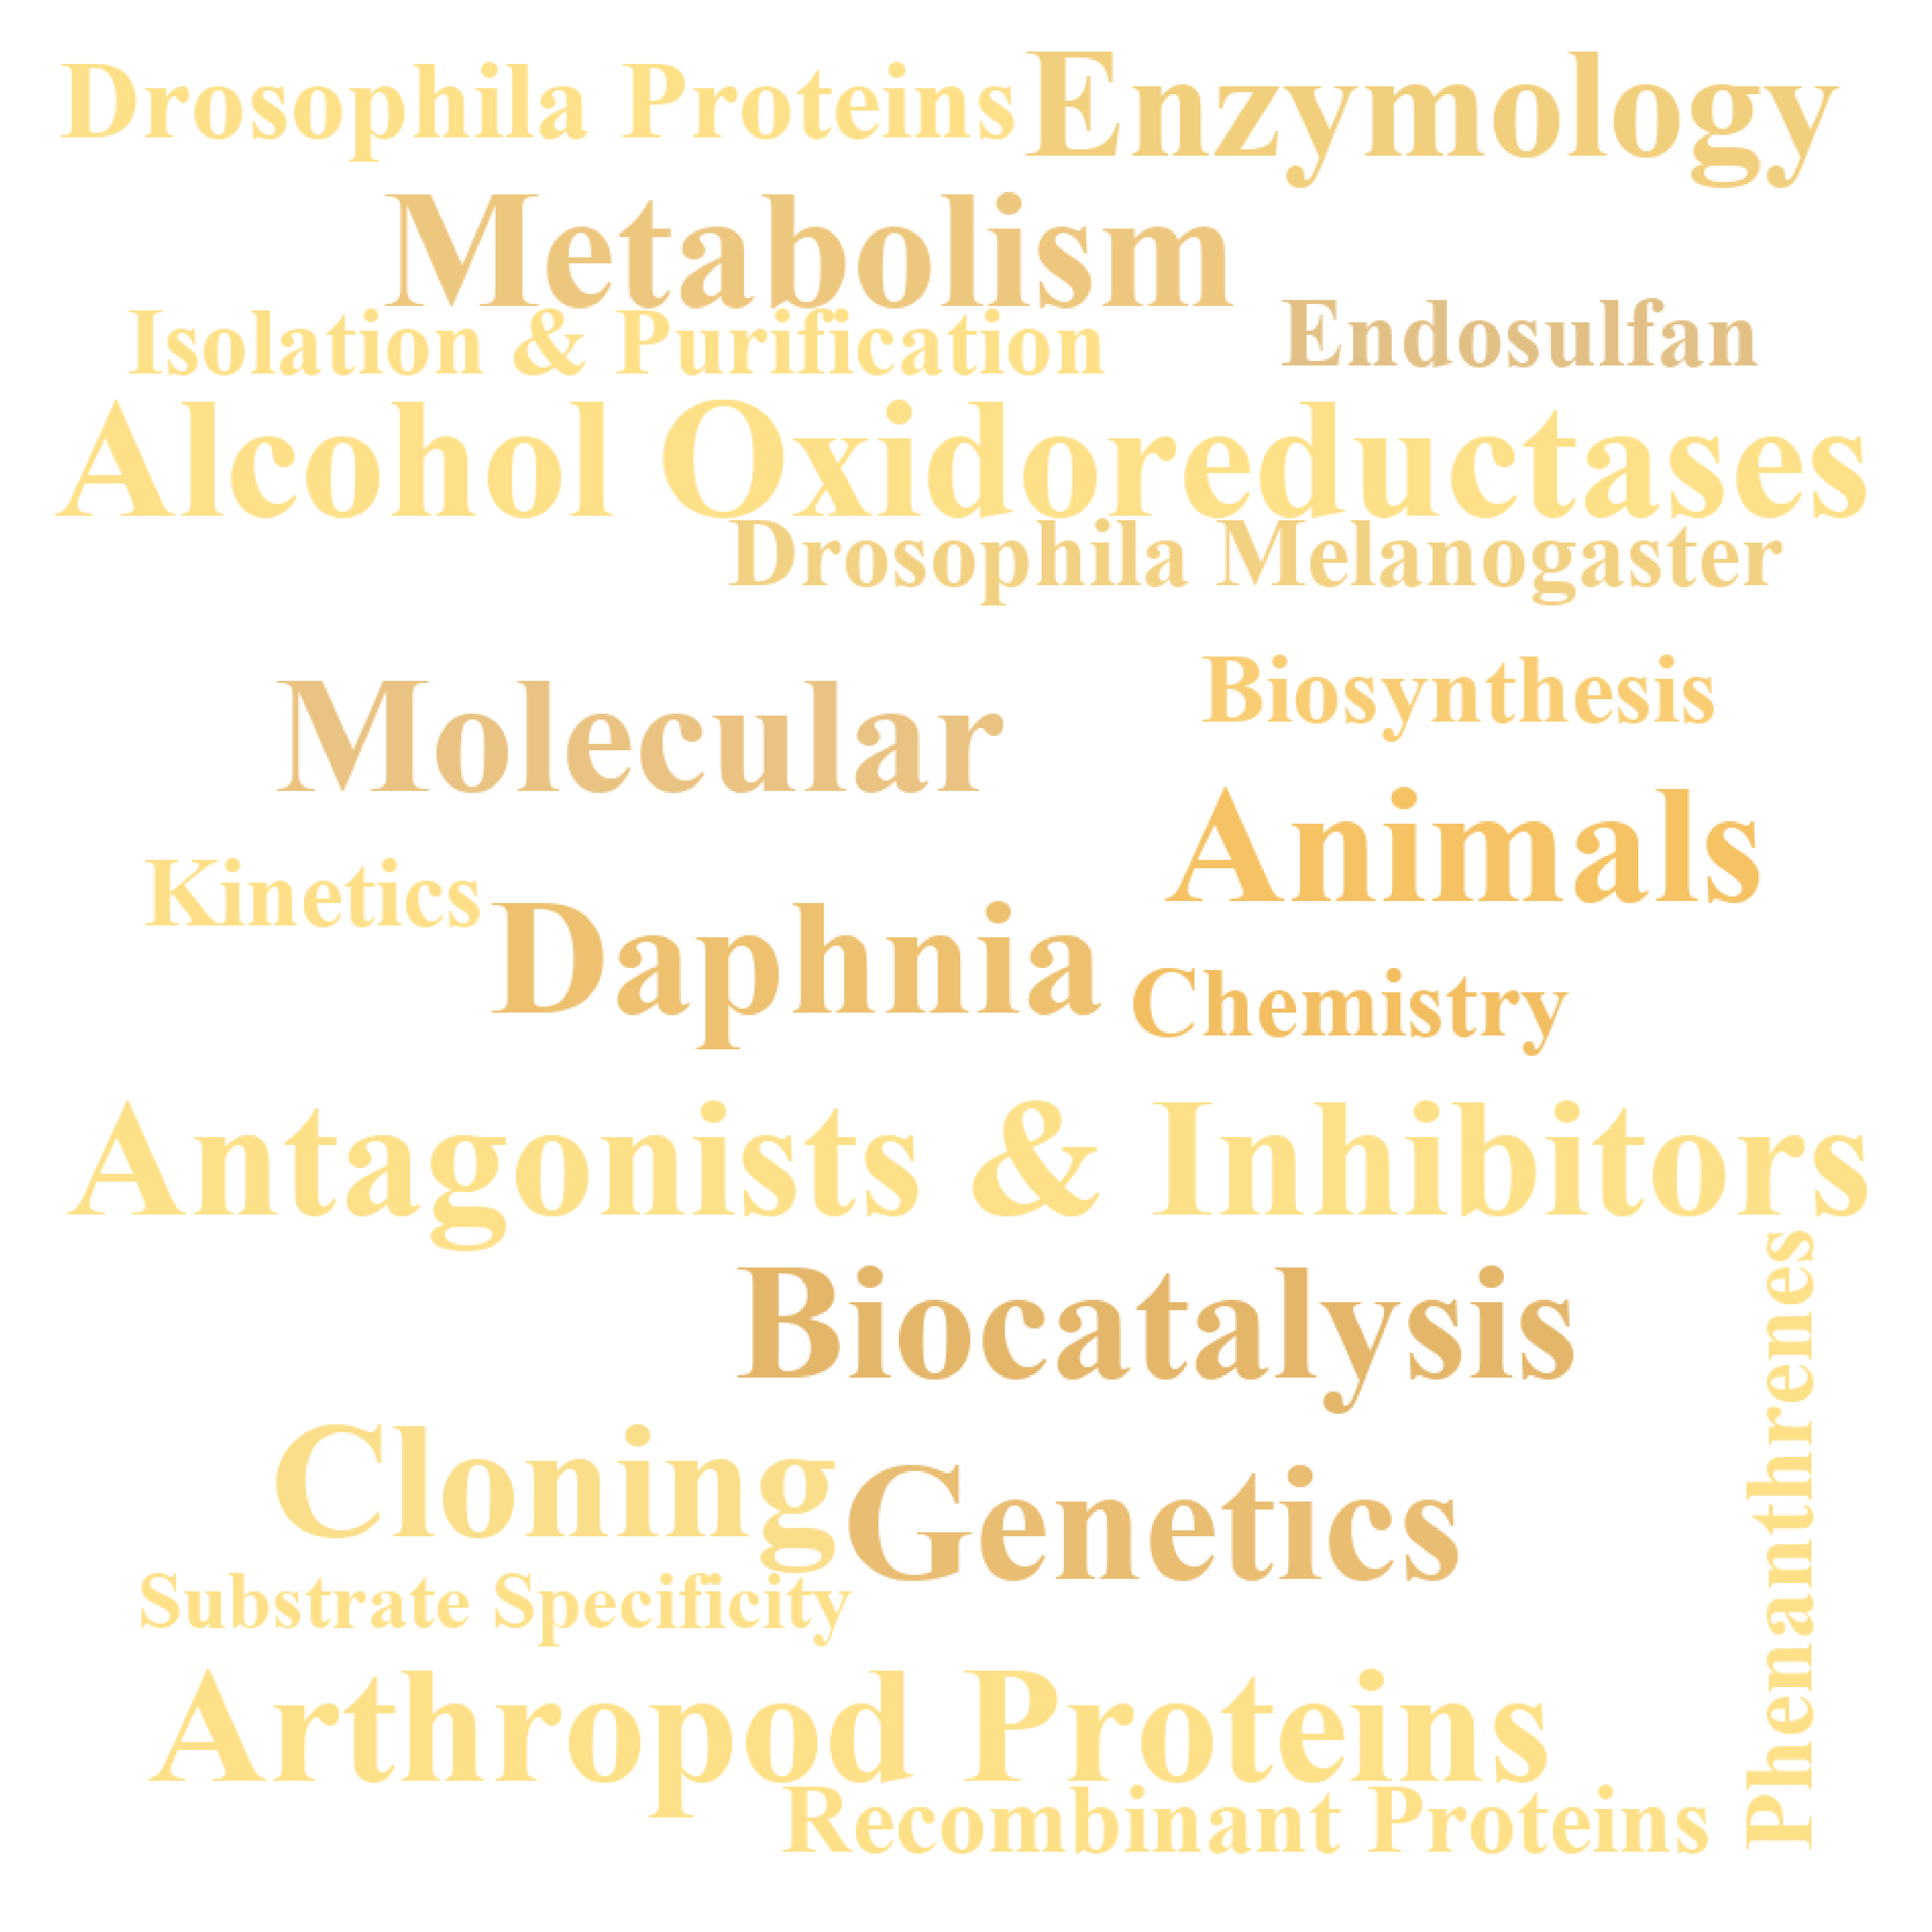 Drosophila Proteins
Enzymology
Metabolism
Isolation & Purification
Endosulfan
Alcohol Oxidoreductases
Drosophila Melanogaster
Biosynthesis
Molecular
Animals
Kinetics
Daphnia
Chemistry
Antagonists & Inhibitors
Biocatalysis
Phenanthrenes
Cloning
Genetics
Substrate Specificity
Arthropod Proteins
Recombinant Proteins